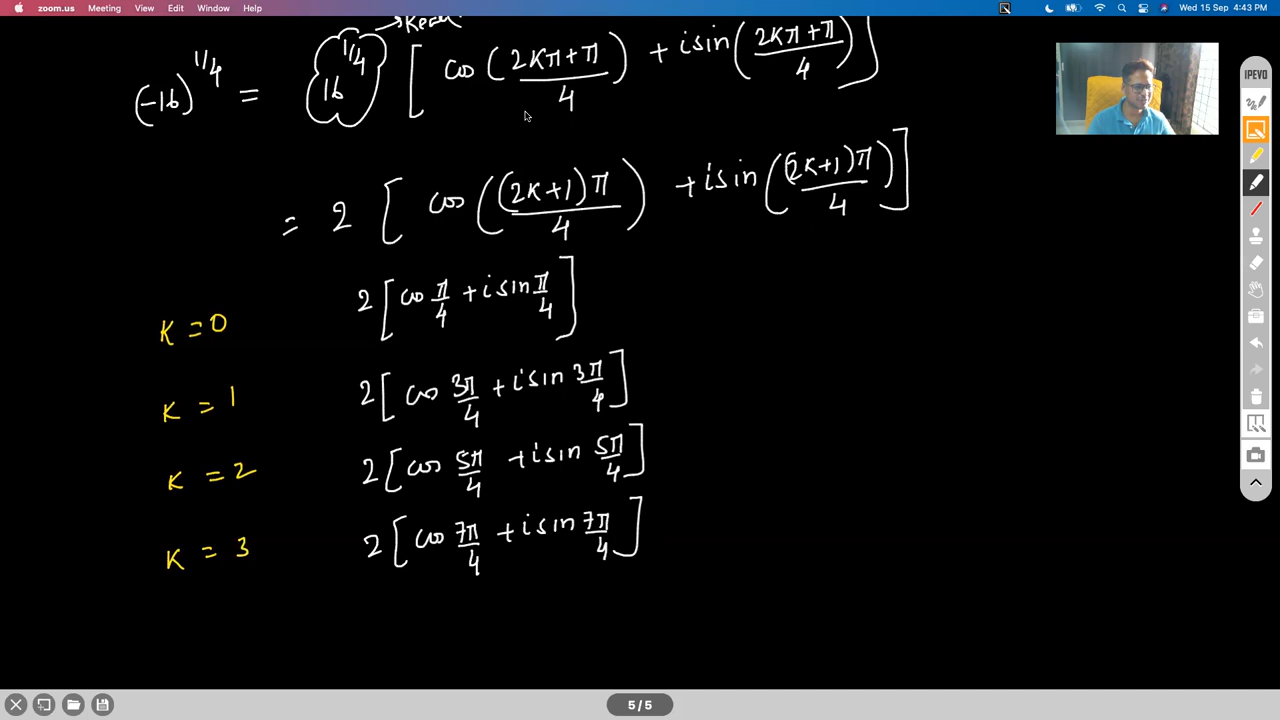 zoom.us Meeting View Edit Window Help Wed 15 Sep 4:43 PM
→ Real
(-16)^{1/4} = 16^{1/4} [ cos (2Kπ+π)/4 + i sin (2Kπ+π)/4 ]
= 2 [ cos ((2K+1)π/4) + i sin ((2K+1)π/4) ]
K = 0 2[ cos π/4 + i sin π/4 ]
K = 1 2[ cos 3π/4 + i sin 3π/4 ]
K = 2 2[ cos 5π/4 + i sin 5π/4 ]
K = 3 2[ cos 7π/4 + i sin 7π/4 ]
IPEVO
5/5